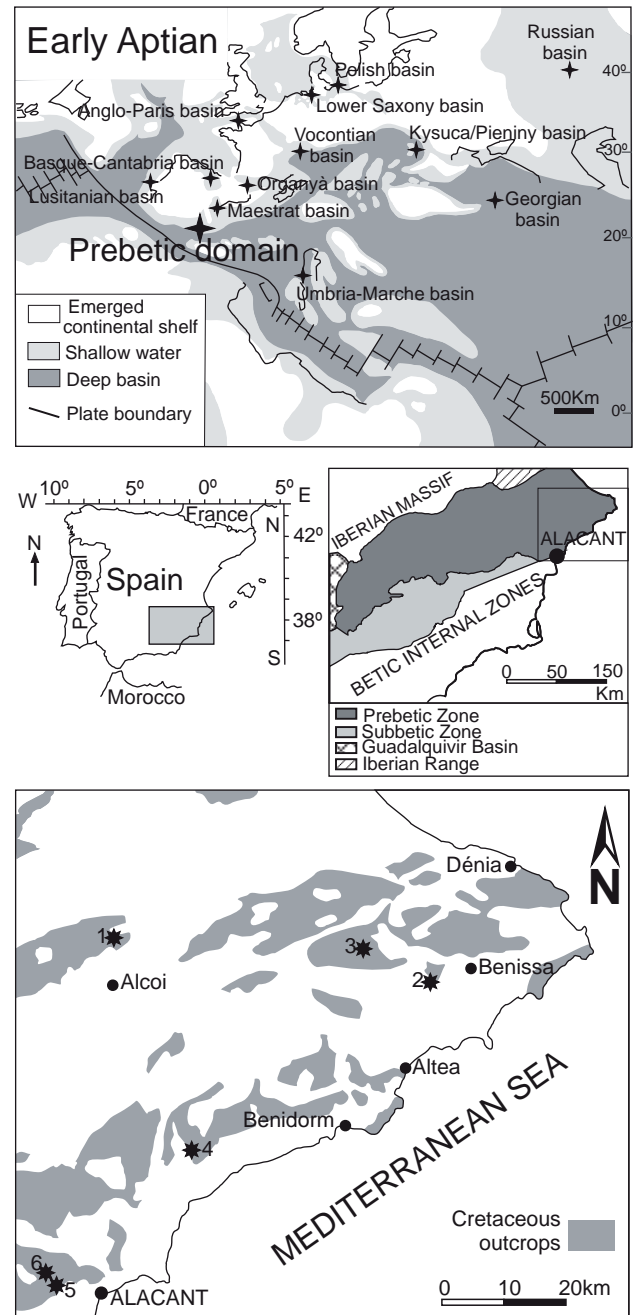 Early Aptian
Russian
basin
40º
Polish basin
Lower Saxony basin
Anglo-Paris basin
Vocontian
basin
Kysuca/Pieniny basin
30º
Basque-Cantabria basin
Organyà basin
Lusitanian basin
Maestrat basin
Georgian
basin
Prebetic domain
20º
Umbria-Marche basin
Emerged
continental shelf
Shallow water
Deep basin
Plate boundary
10º
500Km
0º
10º 5º 0º 5º
W E
France
N
42º
N
Portugal
Spain
38º
S
Morocco
IBERIAN MASSIF
ALACANT
BETIC INTERNAL ZONES
0 50 150
Km
Prebetic Zone
Subbetic Zone
Guadalquivir Basin
Iberian Range
N
Dénia
1
3
Alcoi
2
Benissa
Altea
Benidorm
4
MEDITERRANEAN SEA
Cretaceous
outcrops
6
5
ALACANT
0 10 20km